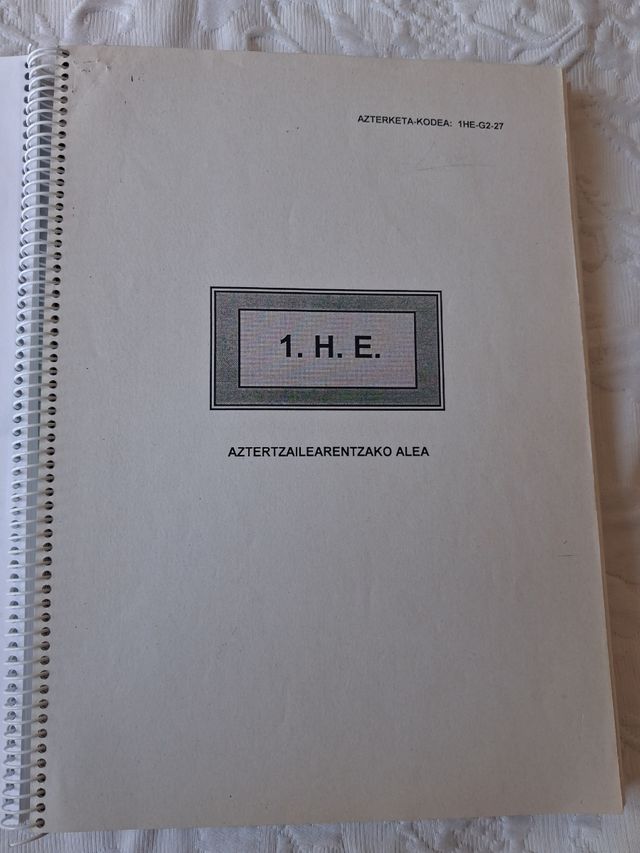 AZTERKETA-KODEA: 1HE-G2-27
1. H. E.
AZTERTZAILEARENTZAKO ALEA